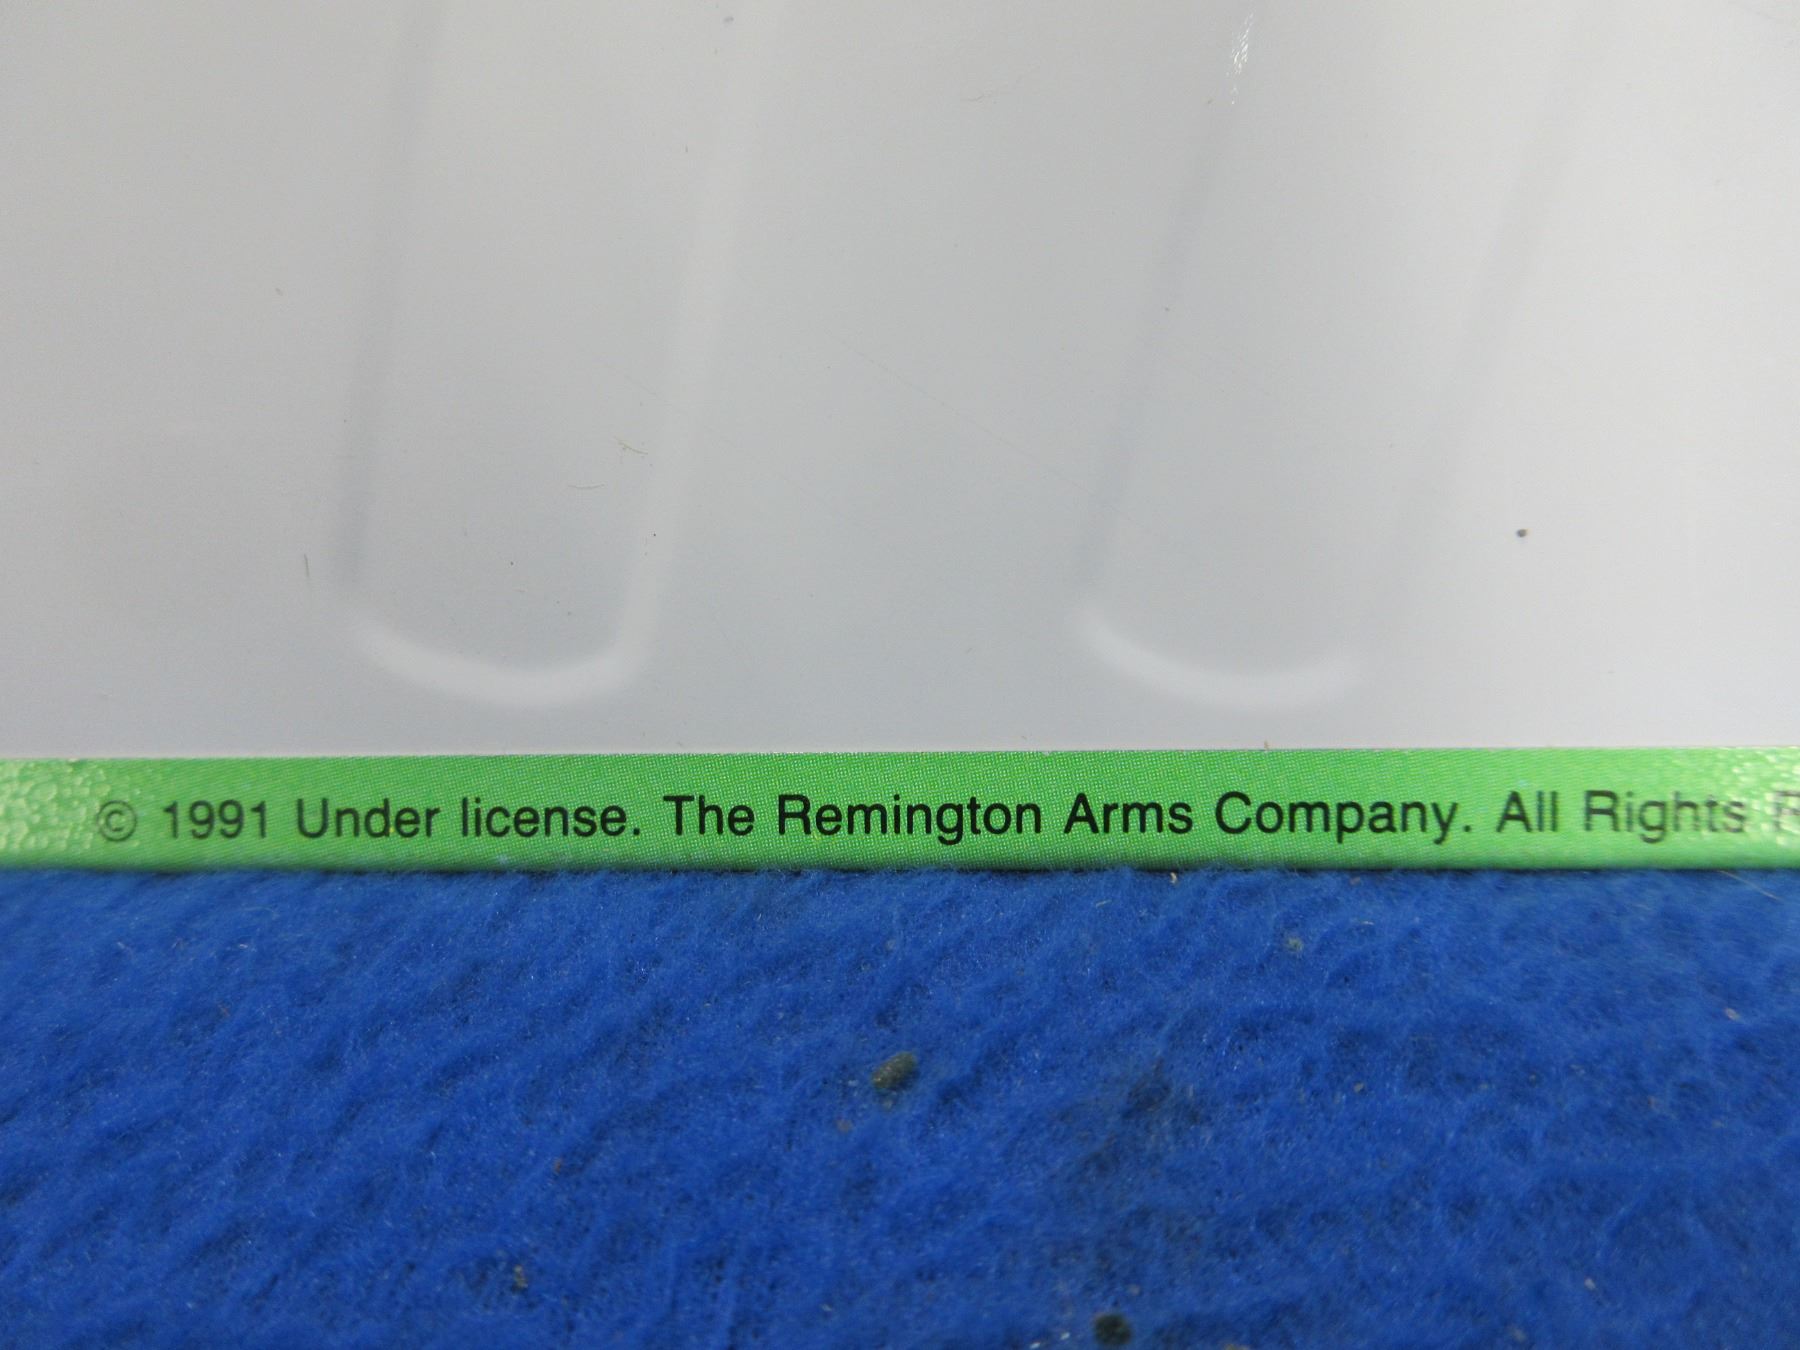 © 1991 Under license. The Remington Arms Company. All Rights